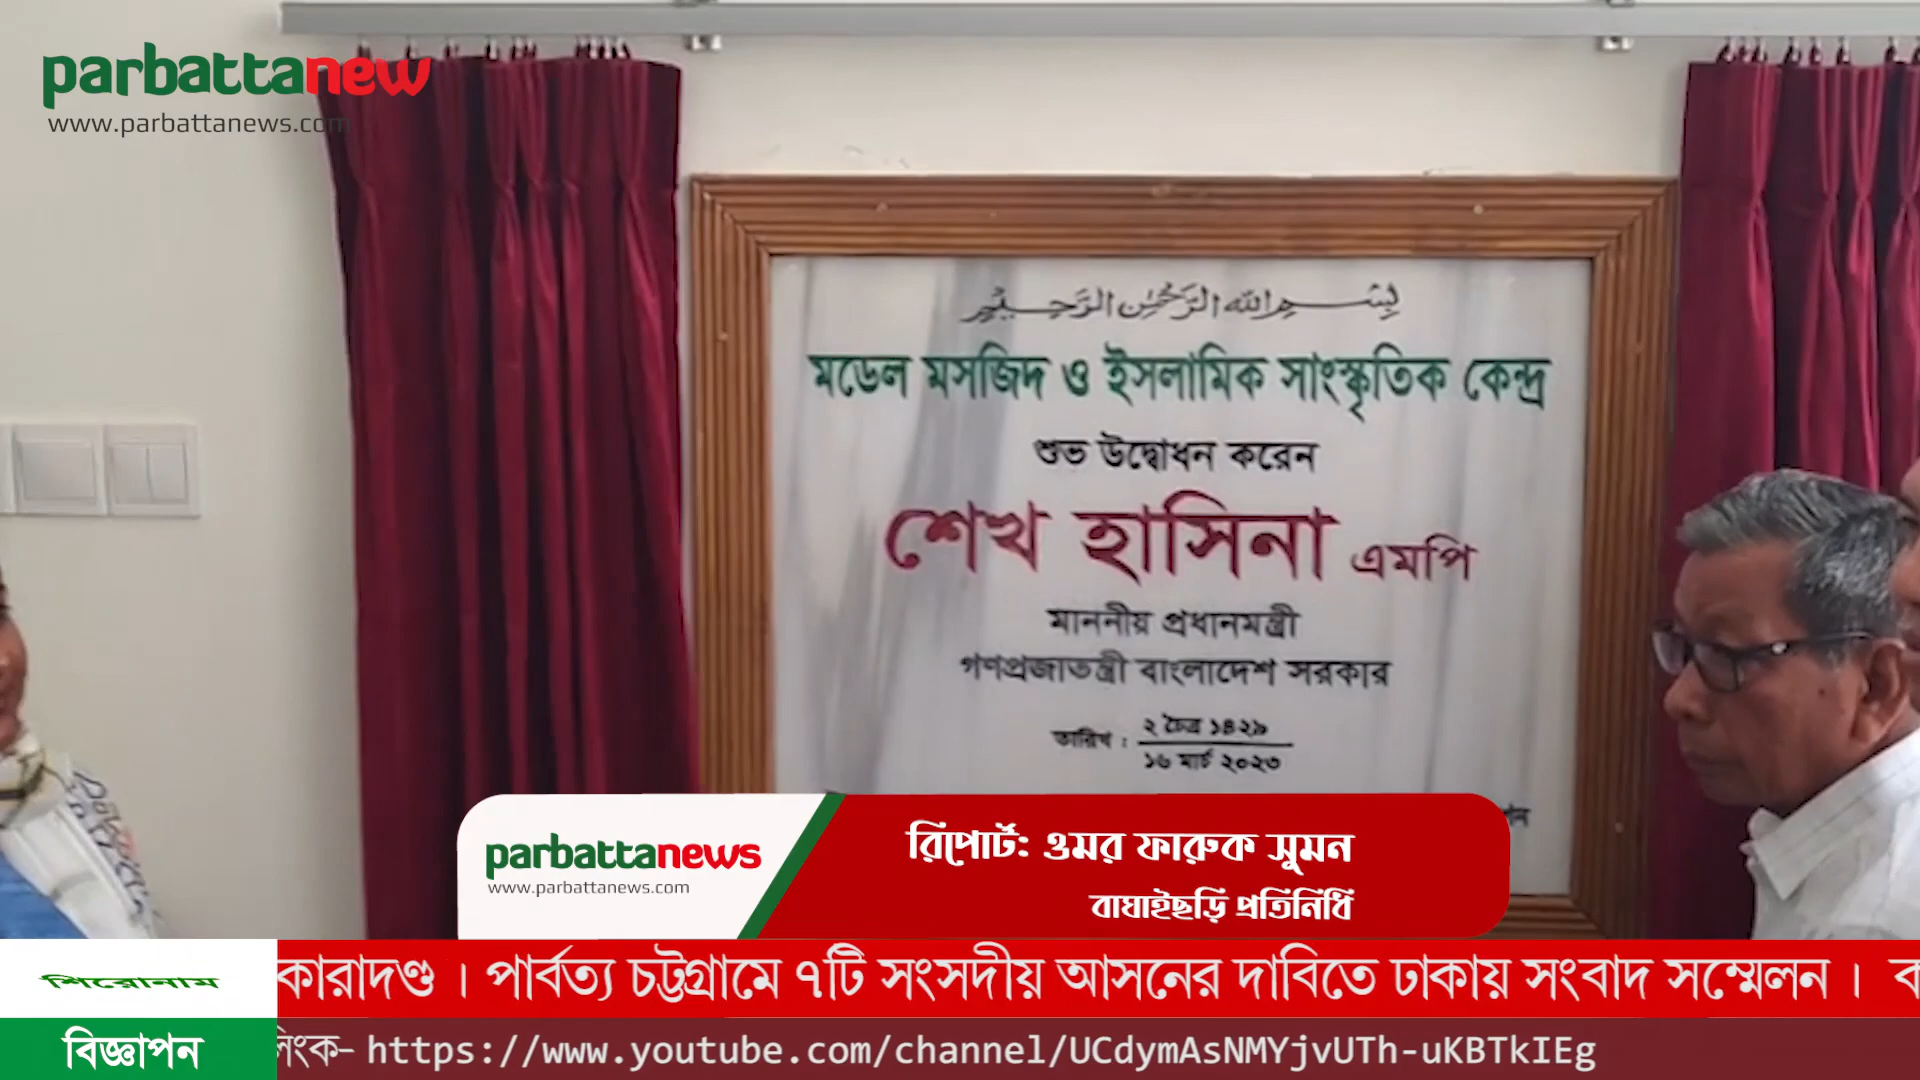 parbattanew
www.parbattanews.com
بِسْمِ اللهِ الرَّحْمٰنِ الرَّحِيْمِ
মডেল মসজিদ ও ইসলামিক সাংস্কৃতিক কেন্দ্র
শুভ উদ্বোধন করেন
শেখ হাসিনা এমপি
মাননীয় প্রধানমন্ত্রী
গণপ্রজাতন্ত্রী বাংলাদেশ সরকার
তারিখ : ২ চৈত্র ১৪২৯
১৬ মার্চ ২০২৩
parbattanews
www.parbattanews.com
রিপোর্ট: ওমর ফারুক সুমন
বাঘাইছড়ি প্রতিনিধি
শিরোনাম
কারাদণ্ড । পার্বত্য চট্টগ্রামে ৭টি সংসদীয় আসনের দাবিতে ঢাকায় সংবাদ সম্মেলন ।
বিজ্ঞাপন
লিংক- https://www.youtube.com/channel/UCdymAsNMYjvUTh-uKBTkIEg